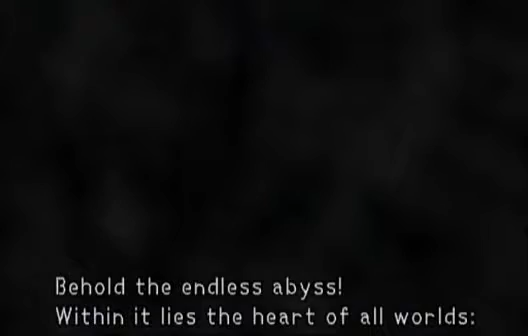 Behold the endless abyss!
Within it lies the heart of all worlds: